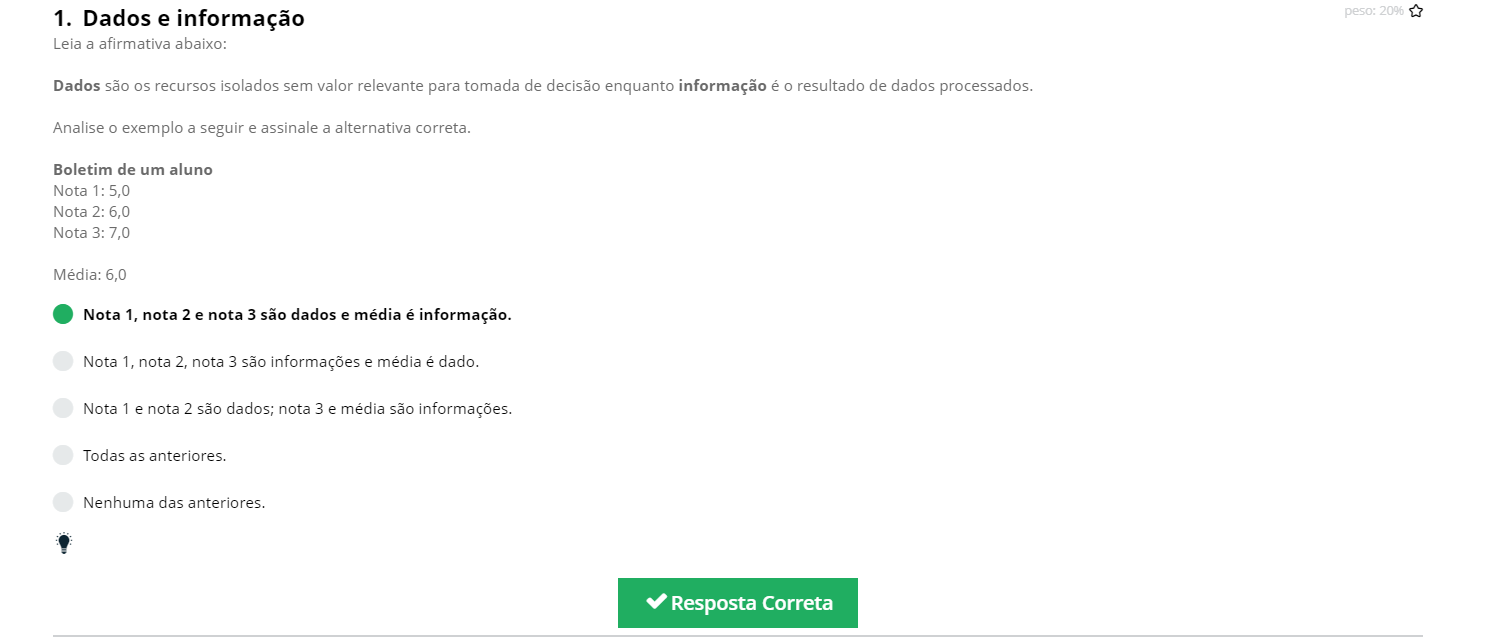 1. Dados e informação
peso: 20%
Leia a afirmativa abaixo:
Dados são os recursos isolados sem valor relevante para tomada de decisão enquanto informação é o resultado de dados processados.
Analise o exemplo a seguir e assinale a alternativa correta.
Boletim de um aluno
Nota 1: 5,0
Nota 2: 6,0
Nota 3: 7,0
Média: 6,0
Nota 1, nota 2 e nota 3 são dados e média é informação.
Nota 1, nota 2, nota 3 são informações e média é dado.
Nota 1 e nota 2 são dados; nota 3 e média são informações.
Todas as anteriores.
Nenhuma das anteriores.
Resposta Correta